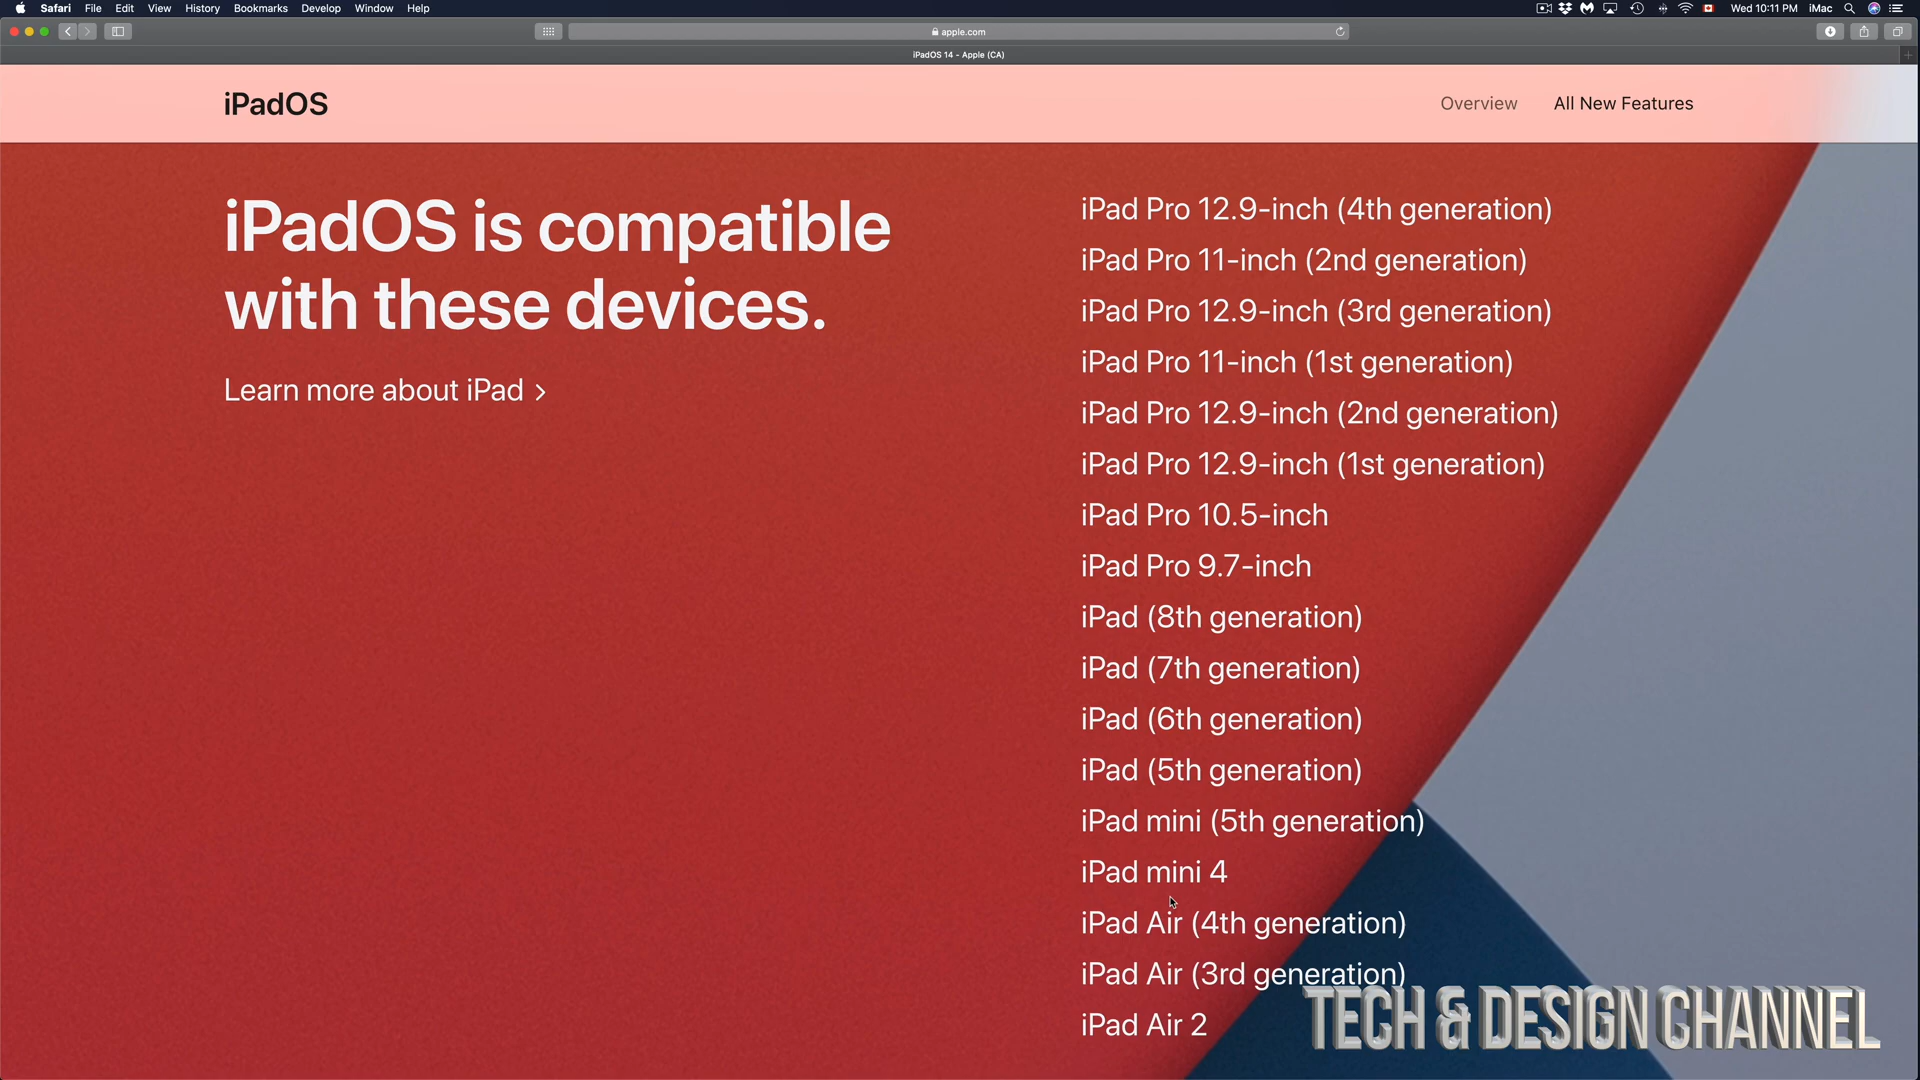 Safari File Edit View History Bookmarks Develop Window Help Wed 10:11 PM iMac
apple.com
iPadOS 14 - Apple (CA)
iPadOS Overview All New Features
iPadOS is compatible
with these devices.
Learn more about iPad >
iPad Pro 12.9-inch (4th generation)
iPad Pro 11-inch (2nd generation)
iPad Pro 12.9-inch (3rd generation)
iPad Pro 11-inch (1st generation)
iPad Pro 12.9-inch (2nd generation)
iPad Pro 12.9-inch (1st generation)
iPad Pro 10.5-inch
iPad Pro 9.7-inch
iPad (8th generation)
iPad (7th generation)
iPad (6th generation)
iPad (5th generation)
iPad mini (5th generation)
iPad mini 4
iPad Air (4th generation)
iPad Air (3rd generation)
iPad Air 2
TECH & DESIGN CHANNEL